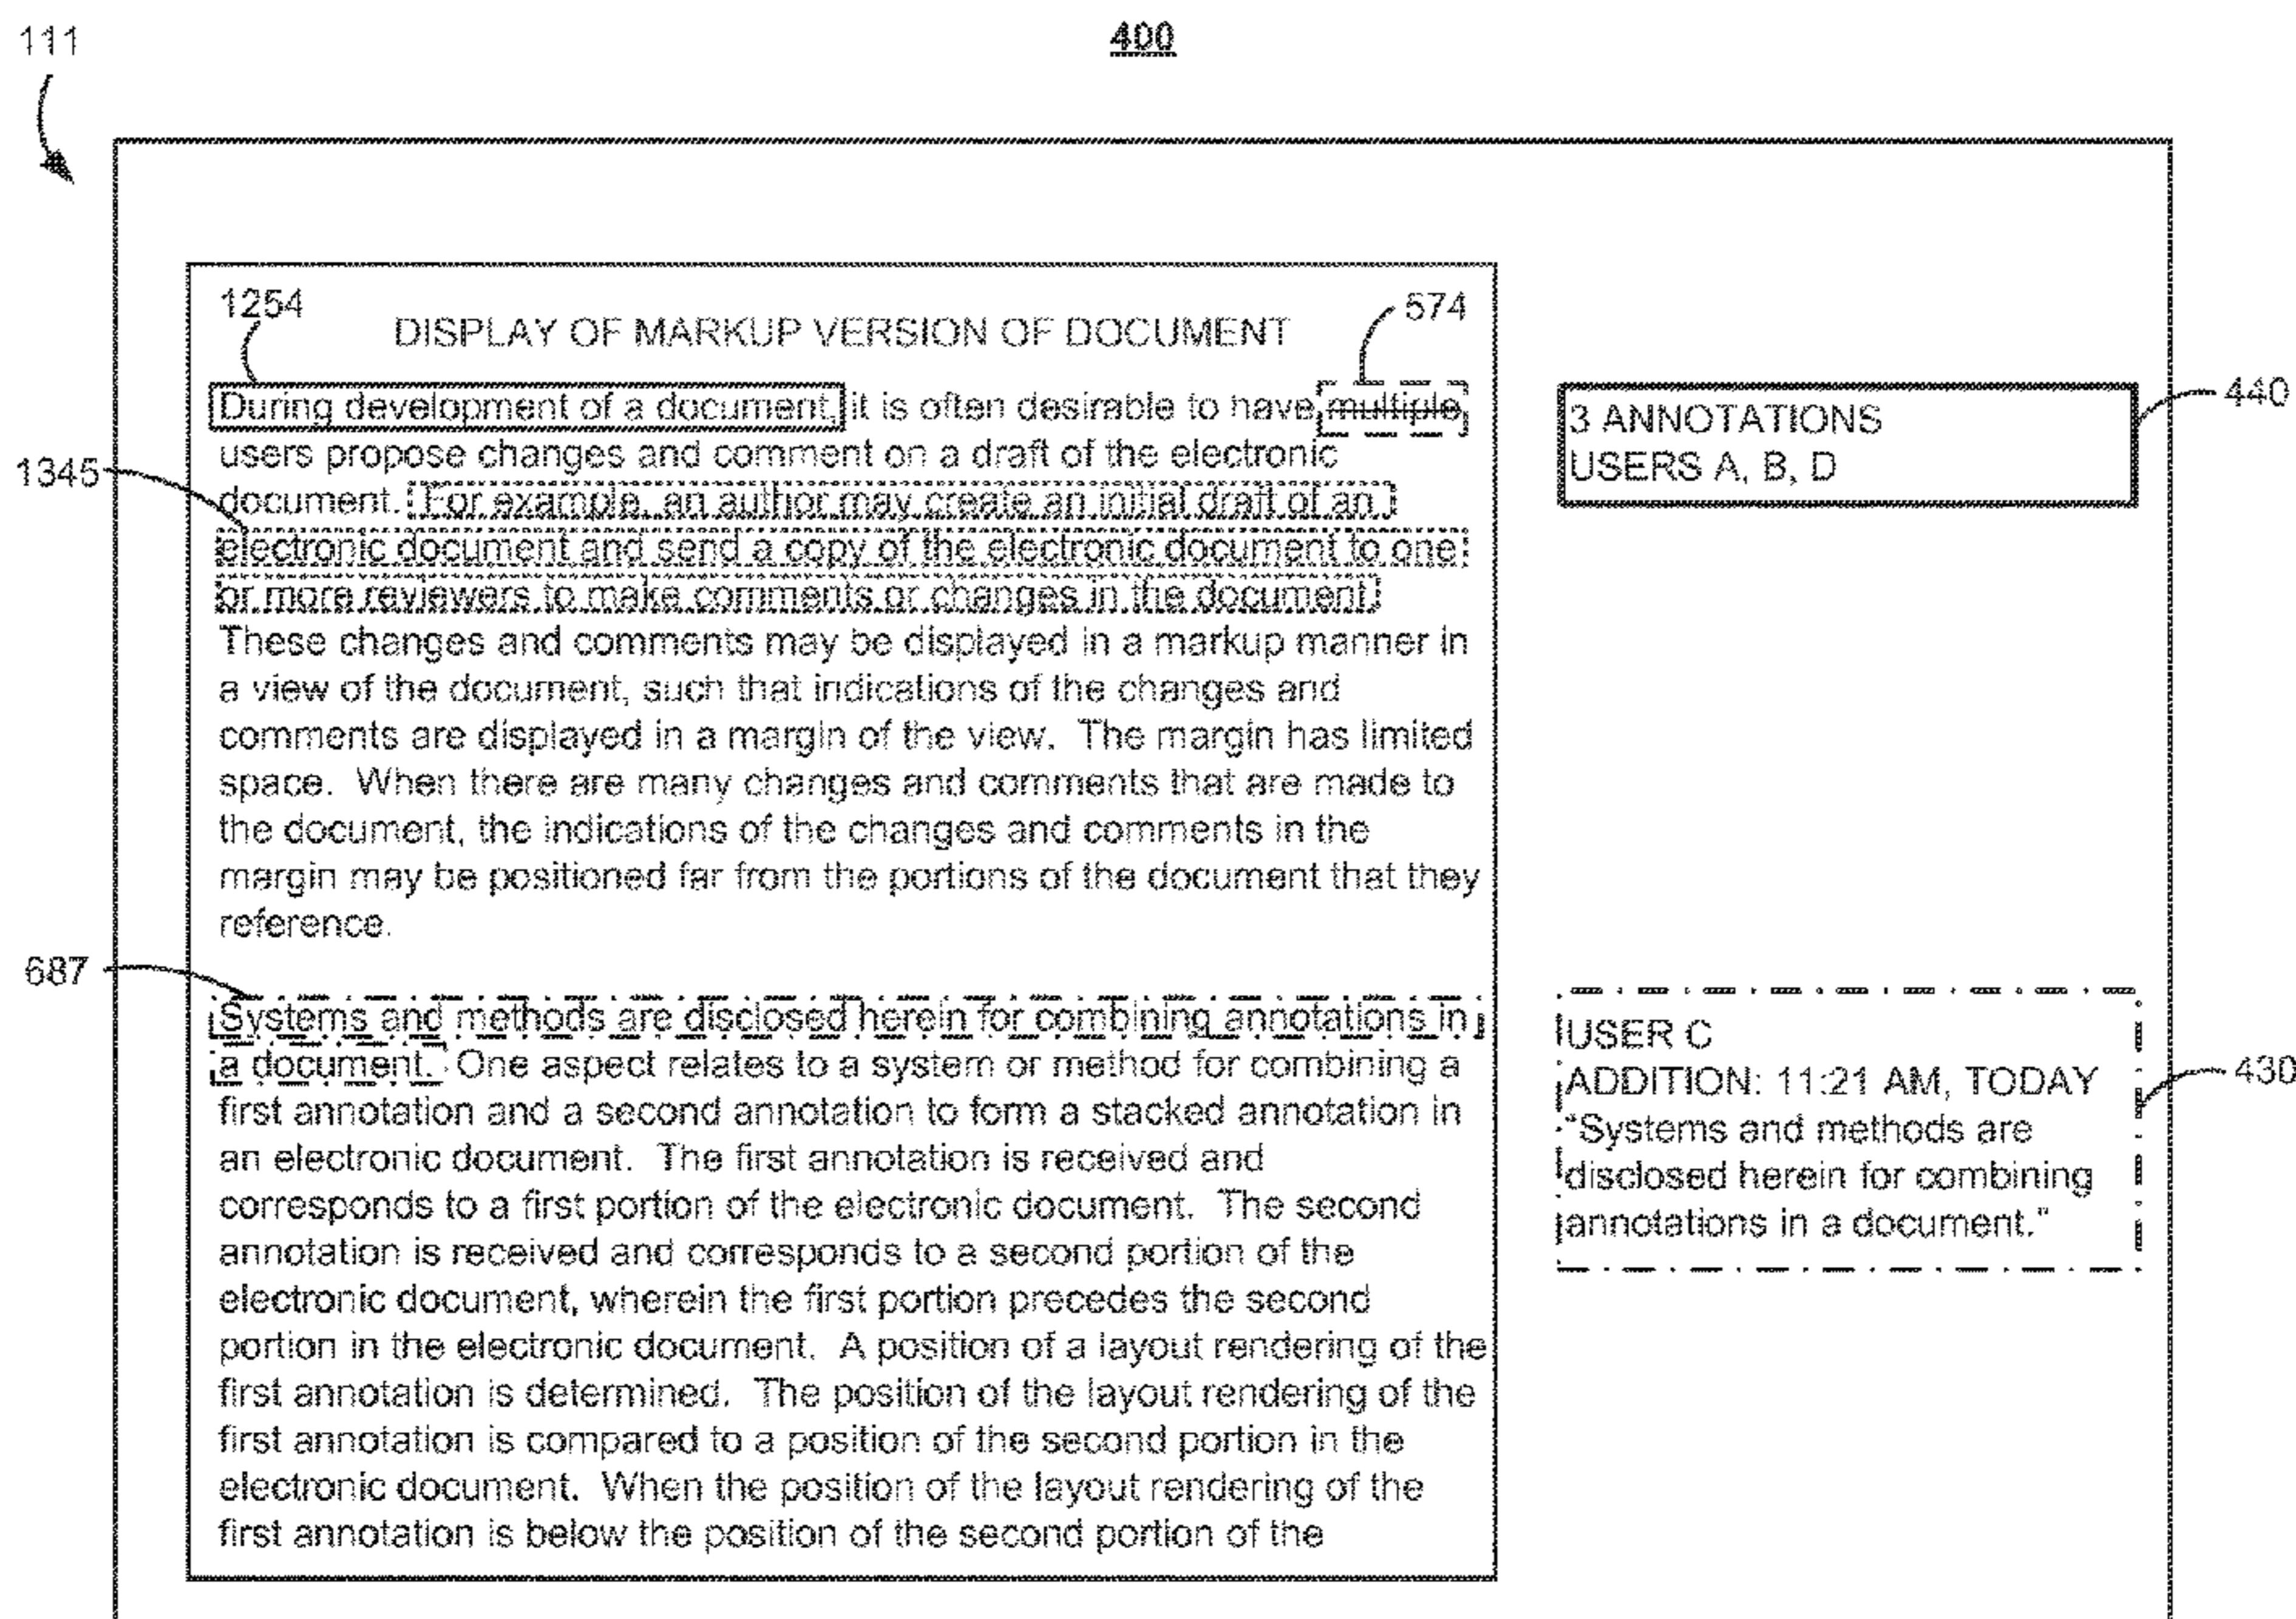 111
400
1254
574
DISPLAY OF MARKUP VERSION OF DOCUMENT
During development of a document, it is often desirable to have multiple
users propose changes and comment on a draft of the electronic
document.  For example, an author may create an initial draft of an
electronic document and send a copy of the electronic document to one
or more reviewers to make comments or changes in the document.
These changes and comments may be displayed in a markup manner in
a view of the document, such that indications of the changes and
comments are displayed in a margin of the view.  The margin has limited
space.  When there are many changes and comments that are made to
the document, the indications of the changes and comments in the
margin may be positioned far from the portions of the document that they
reference.
Systems and methods are disclosed herein for combining annotations in
a document.  One aspect relates to a system or method for combining a
first annotation and a second annotation to form a stacked annotation in
an electronic document.  The first annotation is received and
corresponds to a first portion of the electronic document.  The second
annotation is received and corresponds to a second portion of the
electronic document, wherein the first portion precedes the second
portion in the electronic document.  A position of a layout rendering of the
first annotation is determined.  The position of the layout rendering of the
first annotation is compared to a position of the second portion in the
electronic document.  When the position of the layout rendering of the
first annotation is below the position of the second portion of the
1345
687
3 ANNOTATIONS
USERS A, B, D
440
USER C
ADDITION: 11:21 AM, TODAY
"Systems and methods are
disclosed herein for combining
annotations in a document."
430